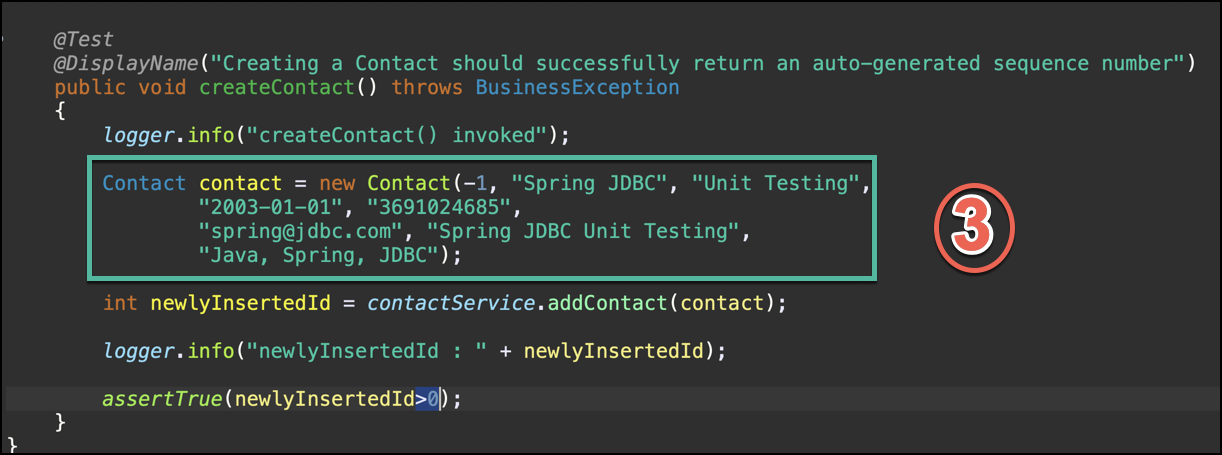 @Test
@DisplayName("Creating a Contact should successfully return an auto-generated sequence number")
public void createContact() throws BusinessException
{
logger.info("createContact() invoked");
Contact contact = new Contact(-1, "Spring JDBC", "Unit Testing",
"2003-01-01", "3691024685",
"spring@jdbc.com", "Spring JDBC Unit Testing",
"Java, Spring, JDBC");
3
int newlyInsertedId = contactService.addContact(contact);
logger.info("newlyInsertedId : " + newlyInsertedId);
assertTrue(newlyInsertedId>0);
}
}